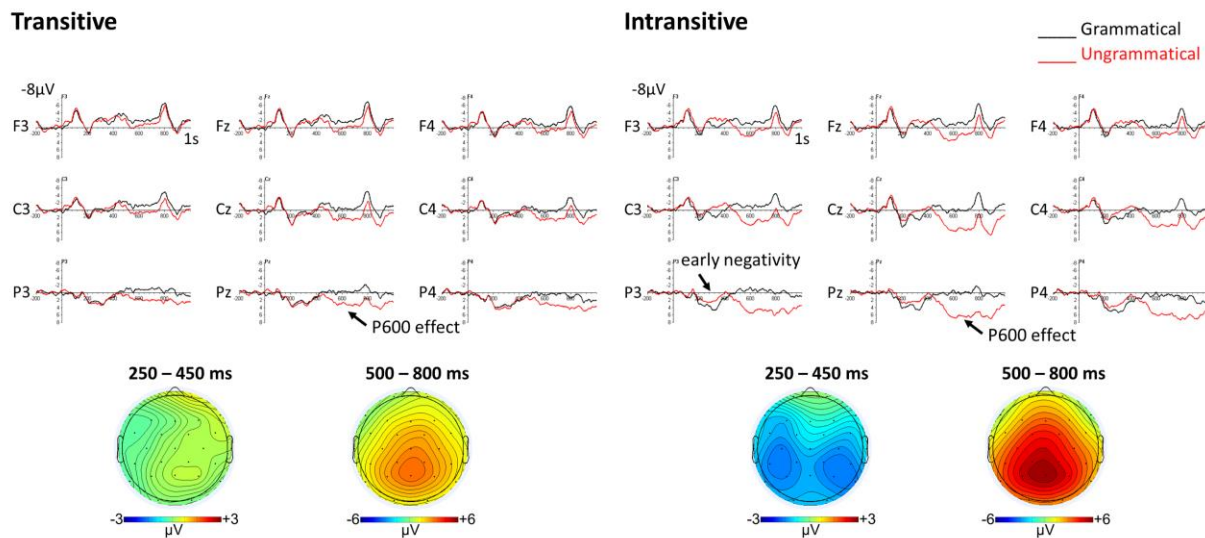 Transitive
Intransitive
____ Grammatical
____ Ungrammatical
-8µV
F3
1s
Fz
F4
C3
Cz
C4
P3
Pz
P4
P600 effect
-8µV
F3
1s
Fz
F4
C3
Cz
C4
early negativity
P3
Pz
P4
P600 effect
250 – 450 ms
500 – 800 ms
250 – 450 ms
500 – 800 ms
-3 +3
µV
-6 +6
µV
-3 +3
µV
-6 +6
µV